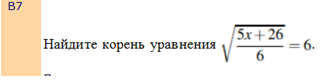 B7
Найдите корень уравнения √((5x + 26)/6) = 6.